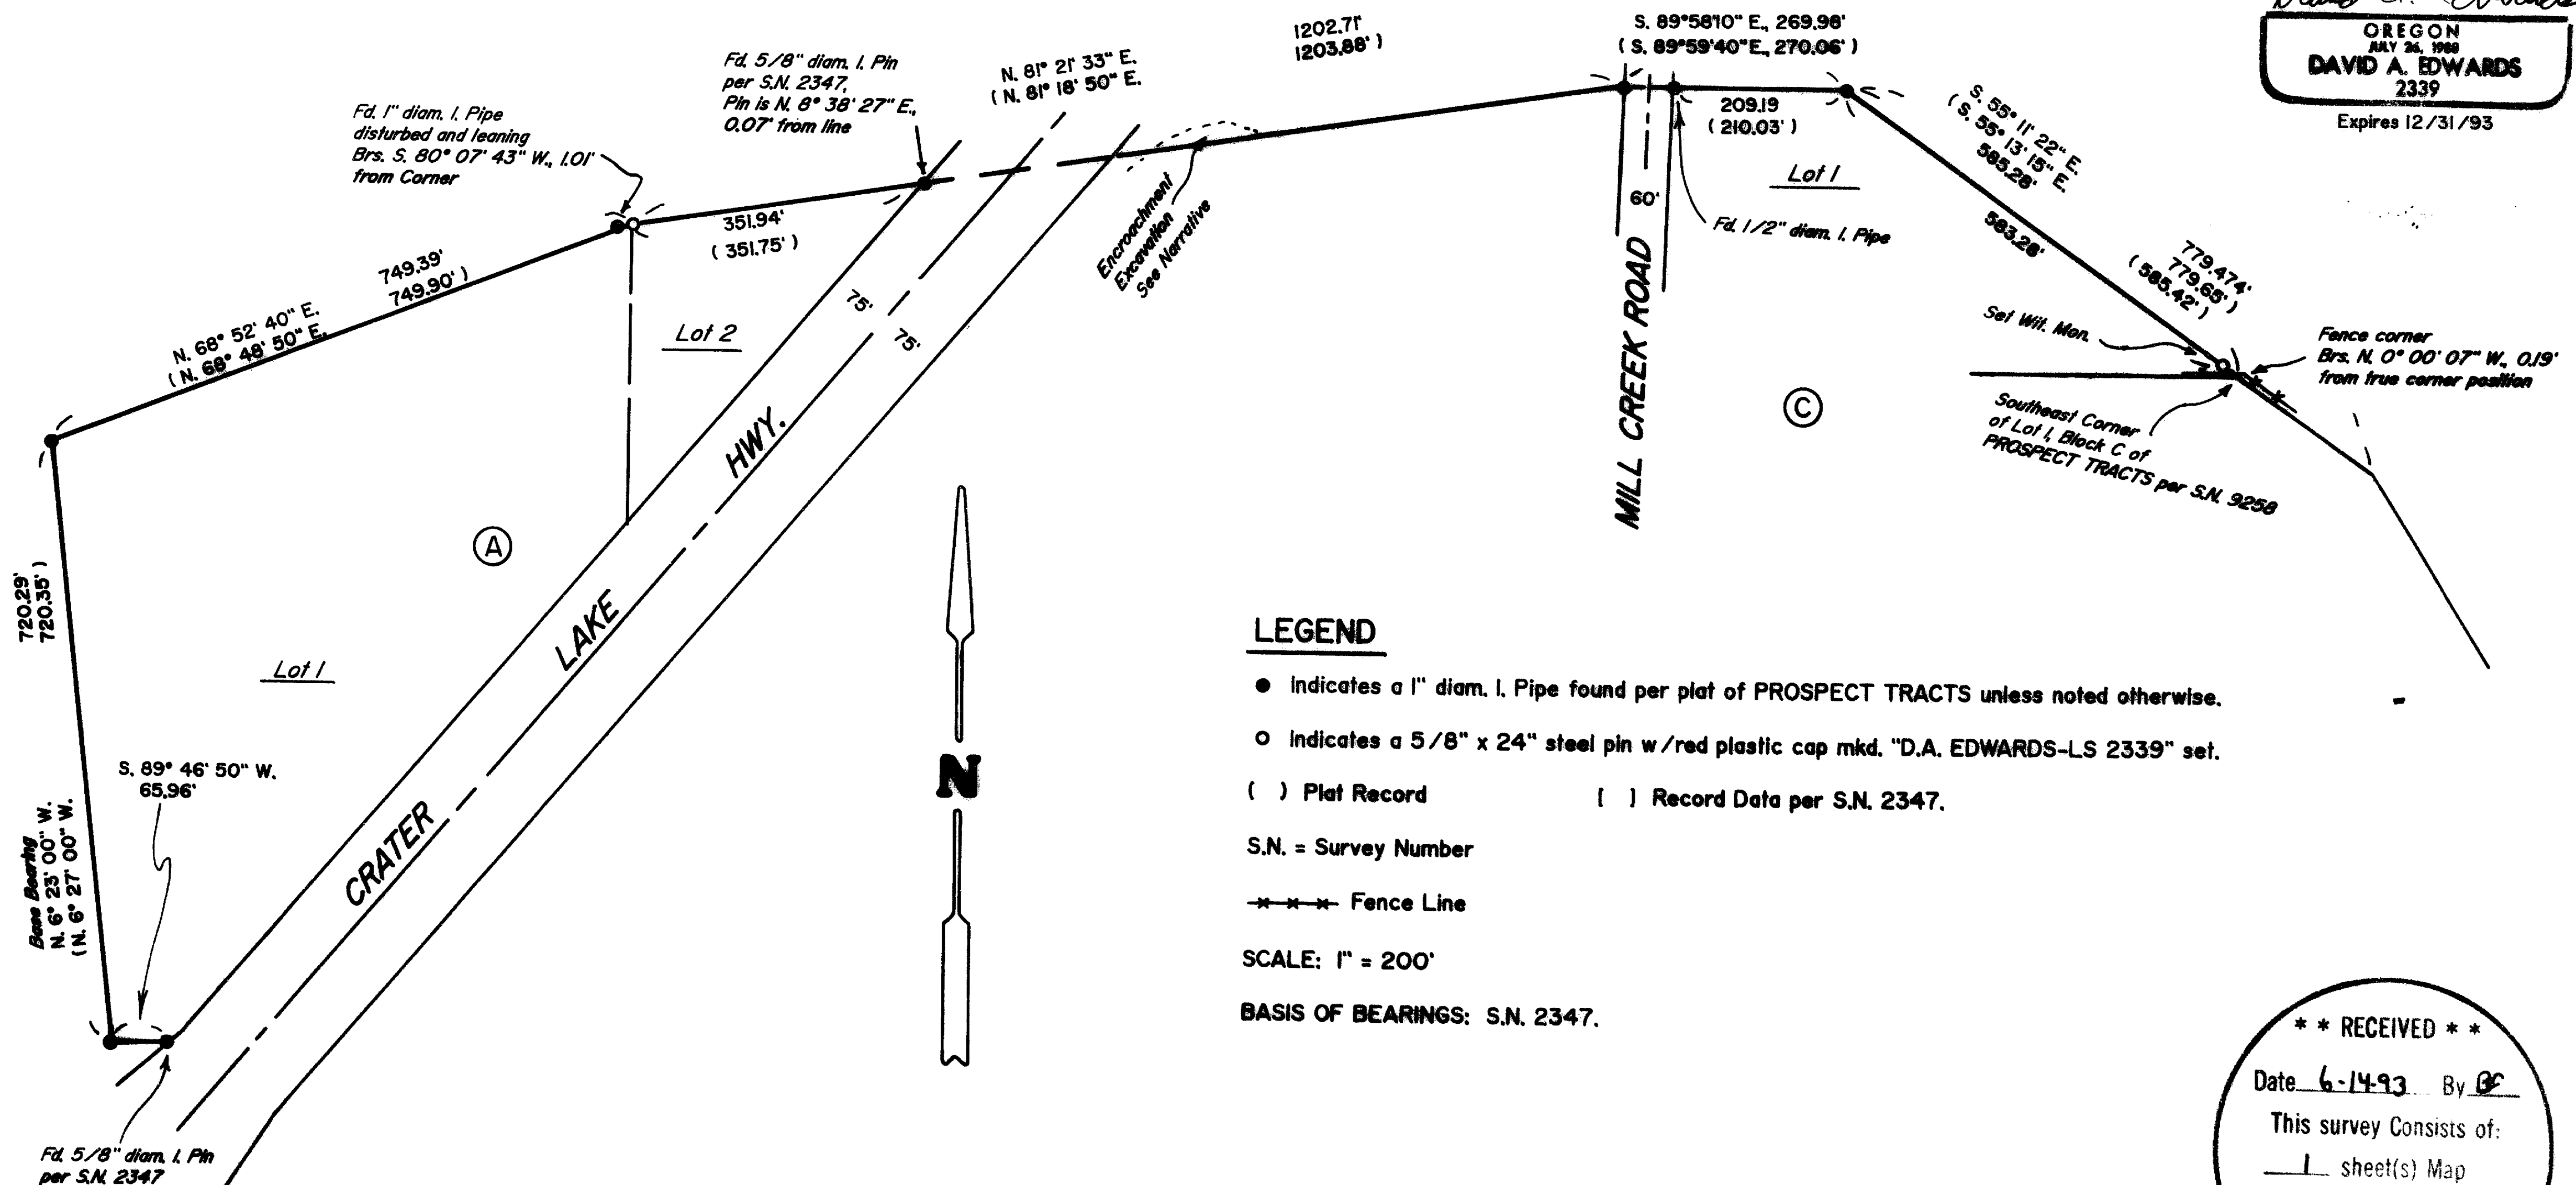 OREGON
JULY 26, 1988
DAVID A. EDWARDS
2339
Expires 12/31/93
1202.71'
1203.88' )
S. 89°58'10" E., 269.98'
( S. 89°59'40"E., 270.06' )
Fd. 5/8" diam. I. Pin
per S.N. 2347,
Pin is N. 8° 38' 27" E.,
0.07' from line
N. 81° 21' 33" E.
( N. 81° 18' 50" E.
Fd. 1" diam. I. Pipe
disturbed and leaning
Brs. S. 80° 07' 43" W., 1.01'
from Corner
351.94'
( 351.75' )
749.39'
749.90' )
N. 68° 52' 40" E.
( N. 68° 48' 50" E.
Encroachment
Excavation
See Narrative
209.19
( 210.03' )
Lot 1
60'
Fd. 1/2" diam. I. Pipe
MILL CREEK ROAD
S. 55° 11' 22" E.
( S. 55° 13' 15" E.
585.28'
583.28'
779.474'
779.65' )
( 585.42' )
Set Wit. Mon.
Fence corner
Brs. N. 0° 00' 07" W., 0.19'
from true corner position
Southeast Corner
of Lot 1, Block C of
PROSPECT TRACTS per S.N. 9258
C
Lot 2
75'
75'
A
CRATER LAKE HWY.
720.29'
720.35' )
Lot 1
S. 89° 46' 50" W.
65.96'
Base Bearing
N. 6° 23' 00" W.
( N. 6° 27' 00" W.
Fd. 5/8" diam. I. Pin
per S.N. 2347
N
LEGEND
● Indicates a 1" diam. I. Pipe found per plat of PROSPECT TRACTS unless noted otherwise.
○ Indicates a 5/8" x 24" steel pin w/red plastic cap mkd. "D.A. EDWARDS-LS 2339" set.
( ) Plat Record [ ] Record Data per S.N. 2347.
S.N. = Survey Number
Fence Line
SCALE: 1" = 200'
BASIS OF BEARINGS: S.N. 2347.
* * RECEIVED * *
Date 6-14-93 By BF
This survey Consists of:
1 sheet(s) Map